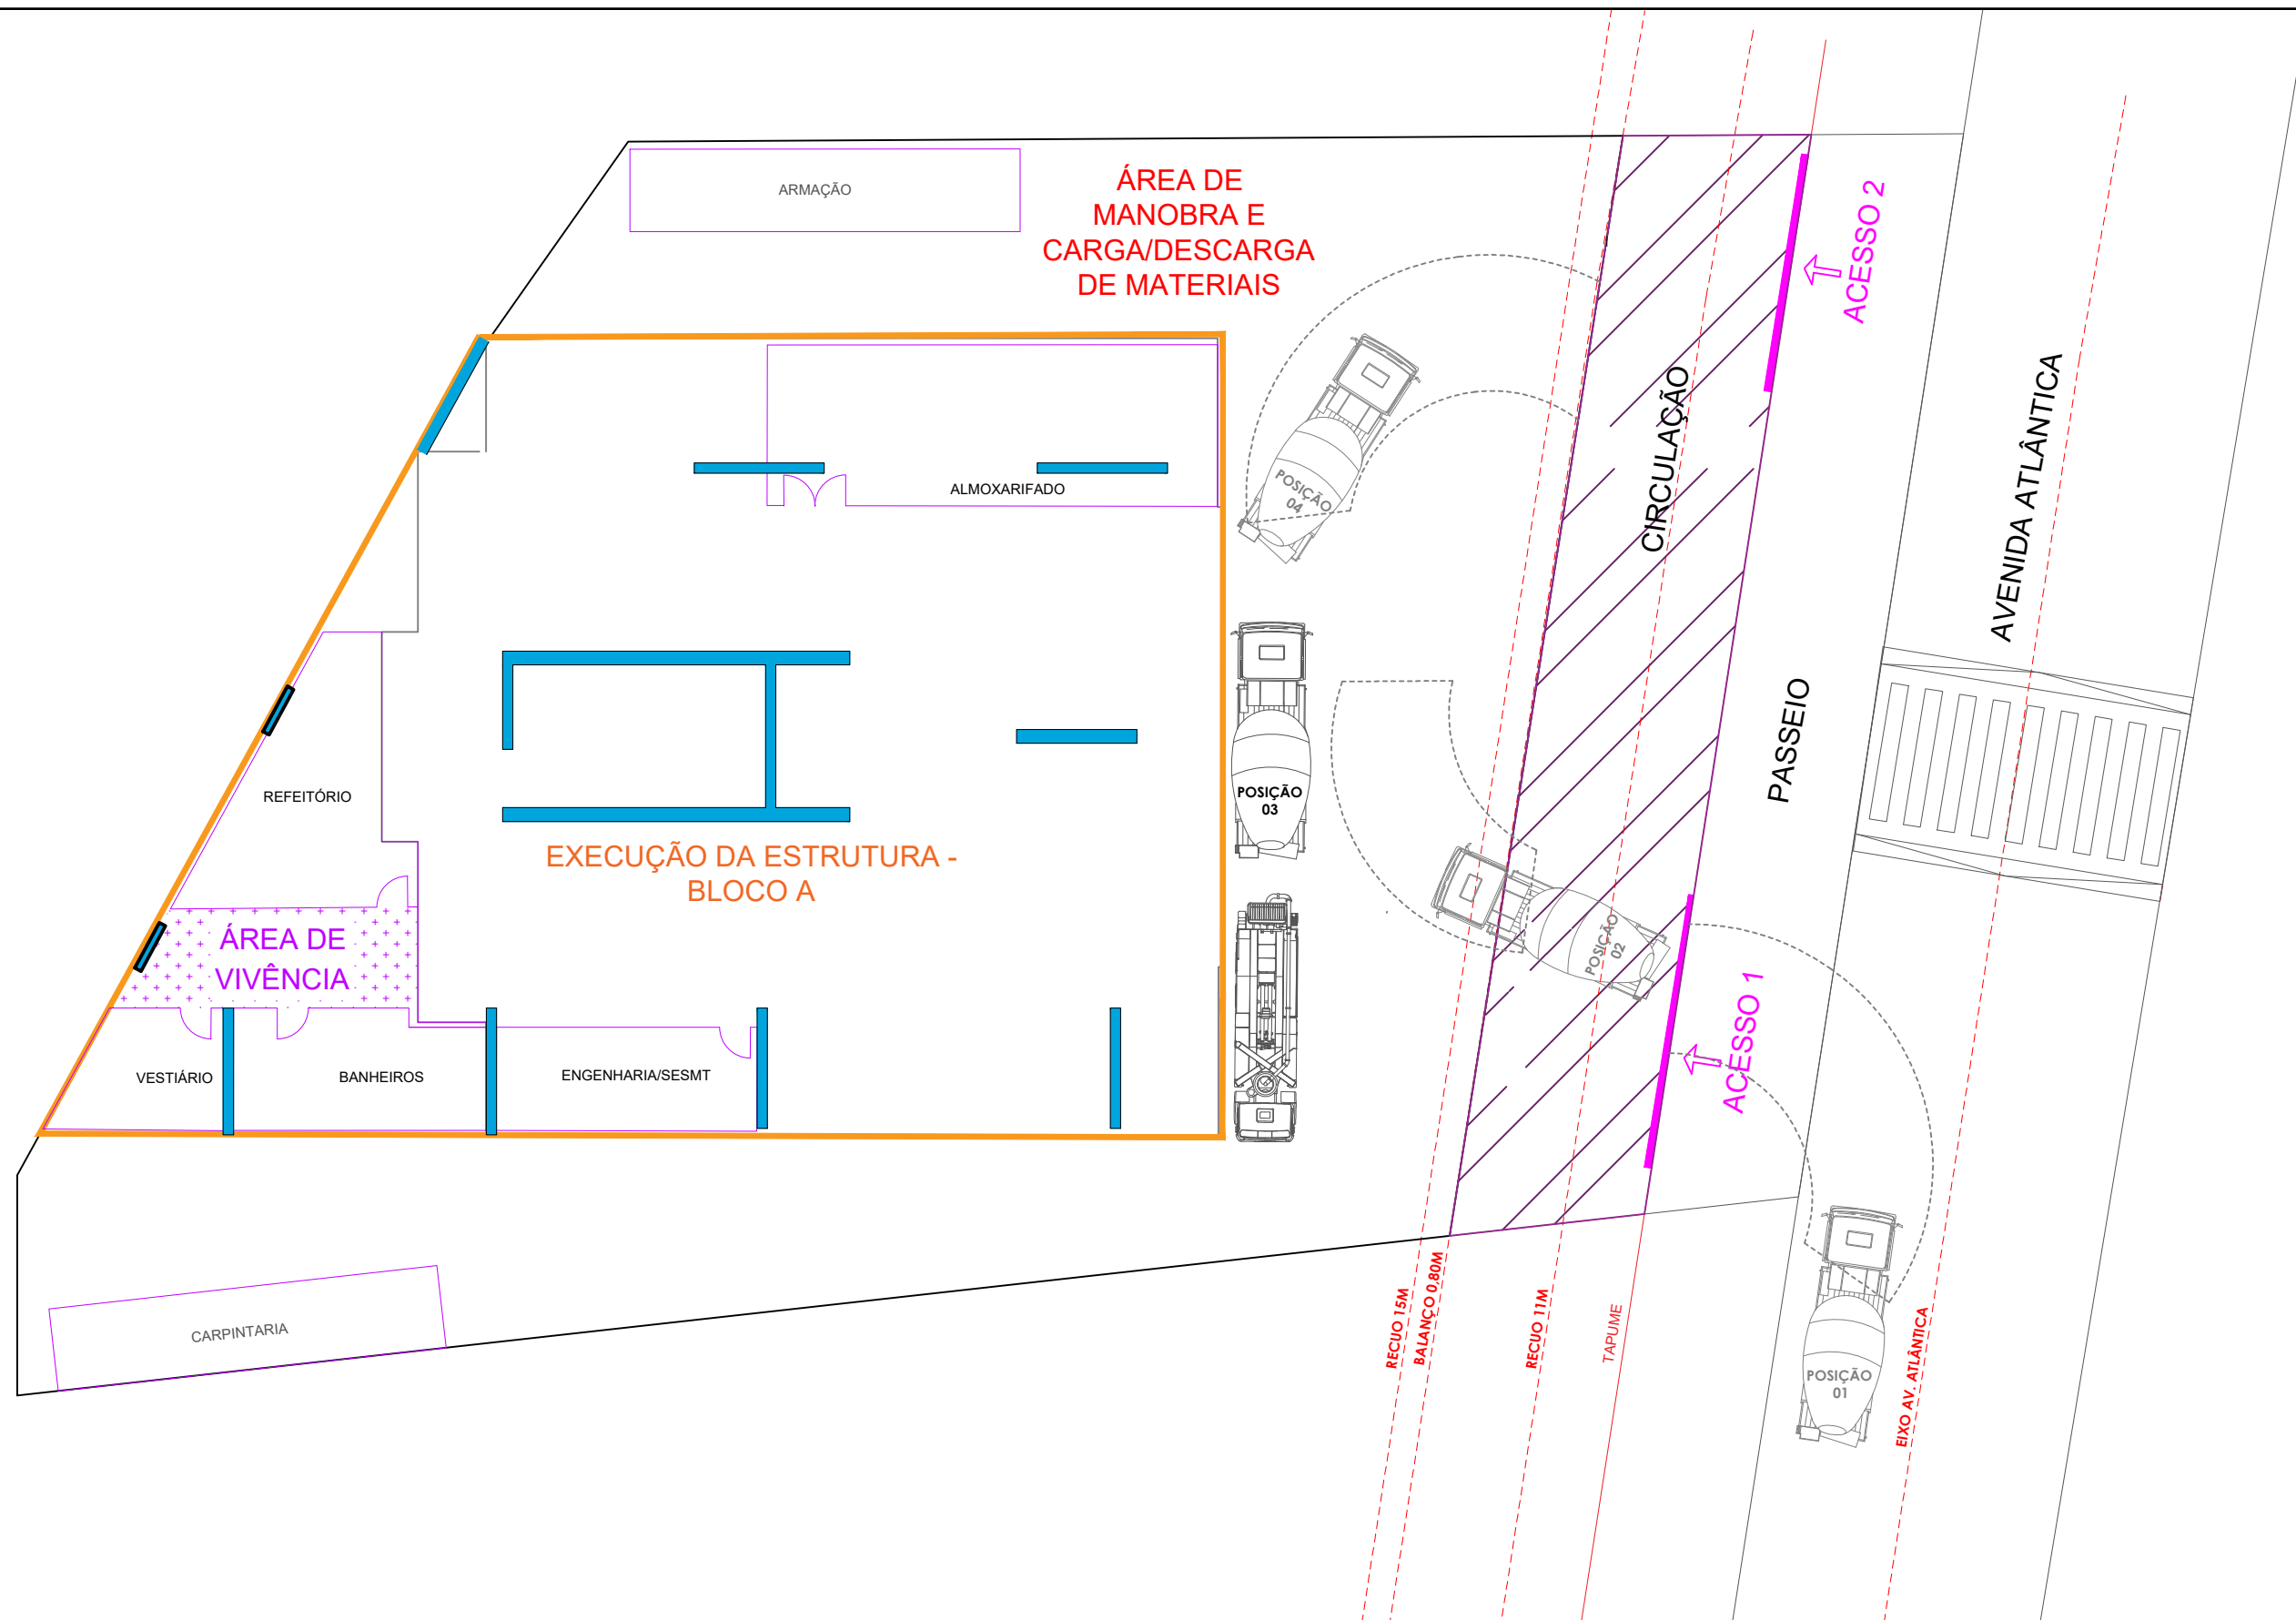 ARMAÇÃO
ÁREA DE
MANOBRA E
CARGA/DESCARGA
DE MATERIAIS
ACESSO 2
CIRCULAÇÃO
AVENIDA ATLÂNTICA
POSIÇÃO
04
ALMOXARIFADO
PASSEIO
REFEITÓRIO
POSIÇÃO
03
EXECUÇÃO DA ESTRUTURA -
BLOCO A
ÁREA DE
VIVÊNCIA
POSIÇÃO
02
ACESSO 1
VESTIÁRIO
BANHEIROS
ENGENHARIA/SESMT
CARPINTARIA
RECUO 15M
BALANÇO 0,80M
RECUO 11M
TAPUME
POSIÇÃO
01
EIXO AV. ATLÂNTICA